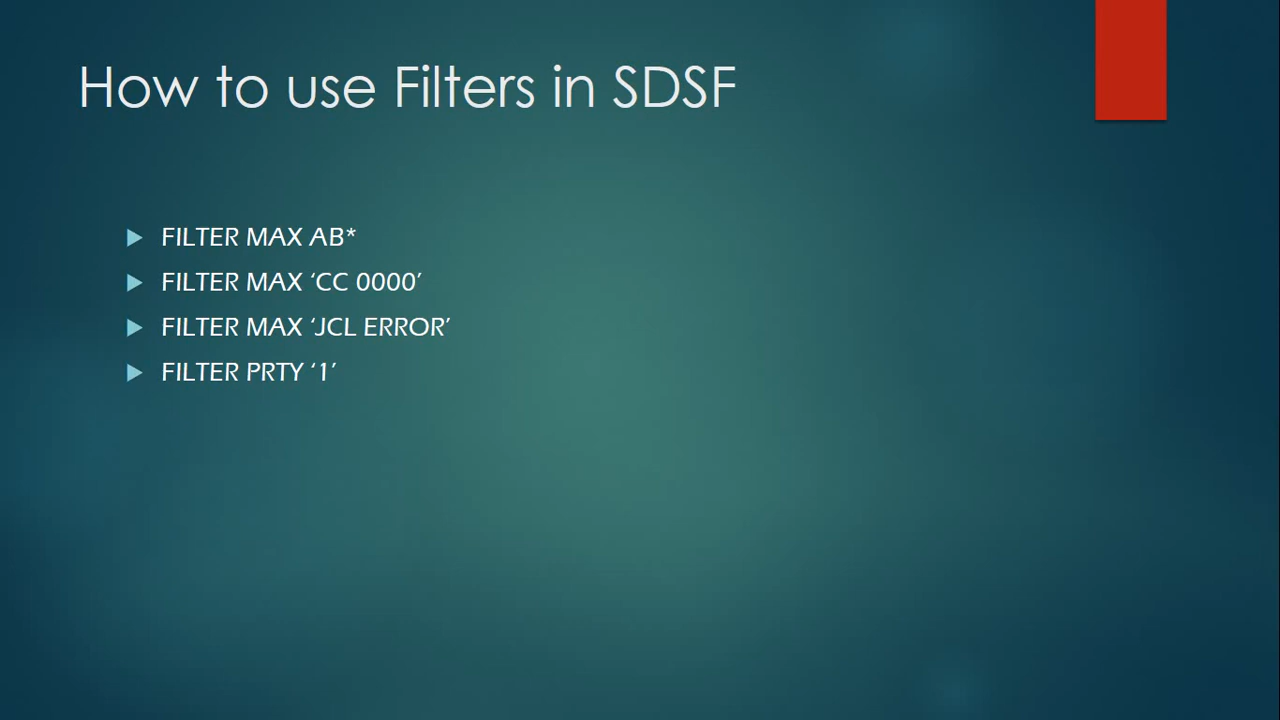 How to use Filters in SDSF
FILTER MAX AB*
FILTER MAX ‘CC 0000’
FILTER MAX ‘JCL ERROR’
FILTER PRTY ‘1’